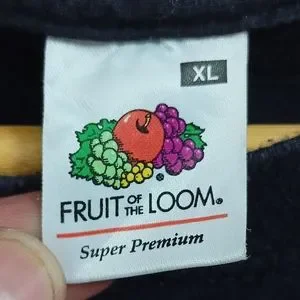 XL
FRUIT OF THE LOOM®
Super Premium